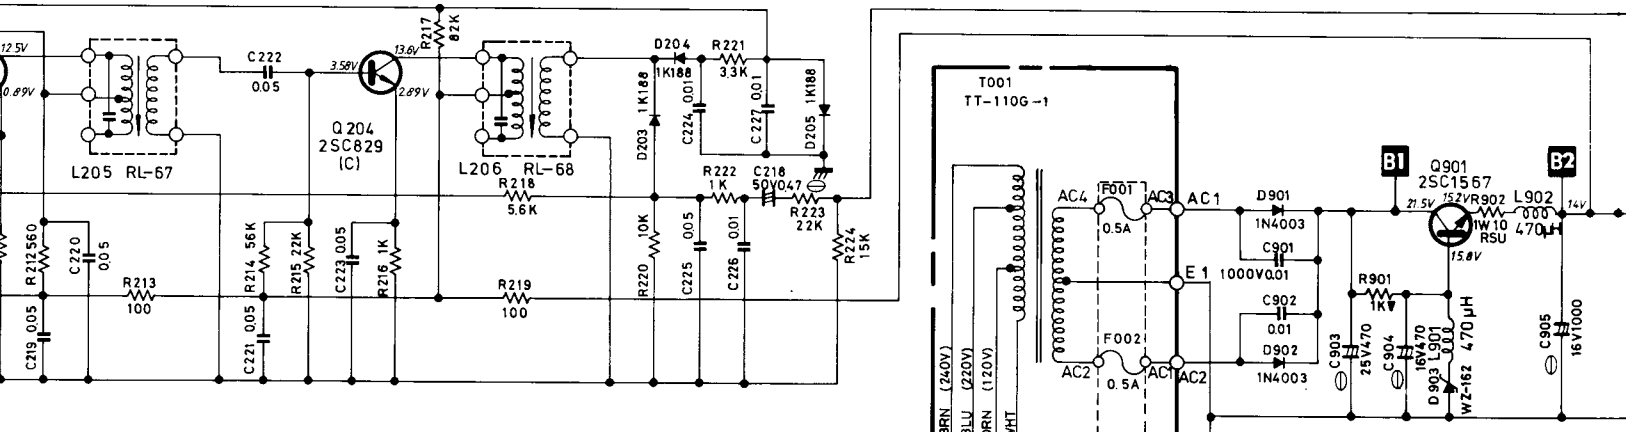 12.5V
0.89V
L205 RL-67
C222
0.05
3.58V
13.6V
2.89V
Q204
2SC829
(C)
R217
82K
L206 RL-68
R218
5.6K
D204
1K188
R221
3.3K
D203 1K188
C224 0.01
C227 0.01
D205 1K188
R222
1K
C218
50V0.47
R223
22K
R224
15K
R212 560
C220
0.05
R213
100
C219 0.05
R214 56K
R215 22K
C223 0.05
R216 1K
C221 0.05
R219
100
R220 10K
C225 0.05
C226 0.01
T001
TT-110G-1
BRN (240V)
BLU (220V)
ORN (120V)
WHT
AC4
F001
0.5A
AC3
AC1
E1
F002
0.5A
AC2
AC1
AC2
D901
1N4003
C901
1000V0.01
C902
0.01
D902
1N4003
B1
Q901
2SC1567
21.5V
15.2V
15.8V
R902
1W 10
RSU
L902
470μH
B2
14V
R901
1K
C903
25V470
C904
16V470
L901
470μH
D903
WZ-162
C905
16V1000